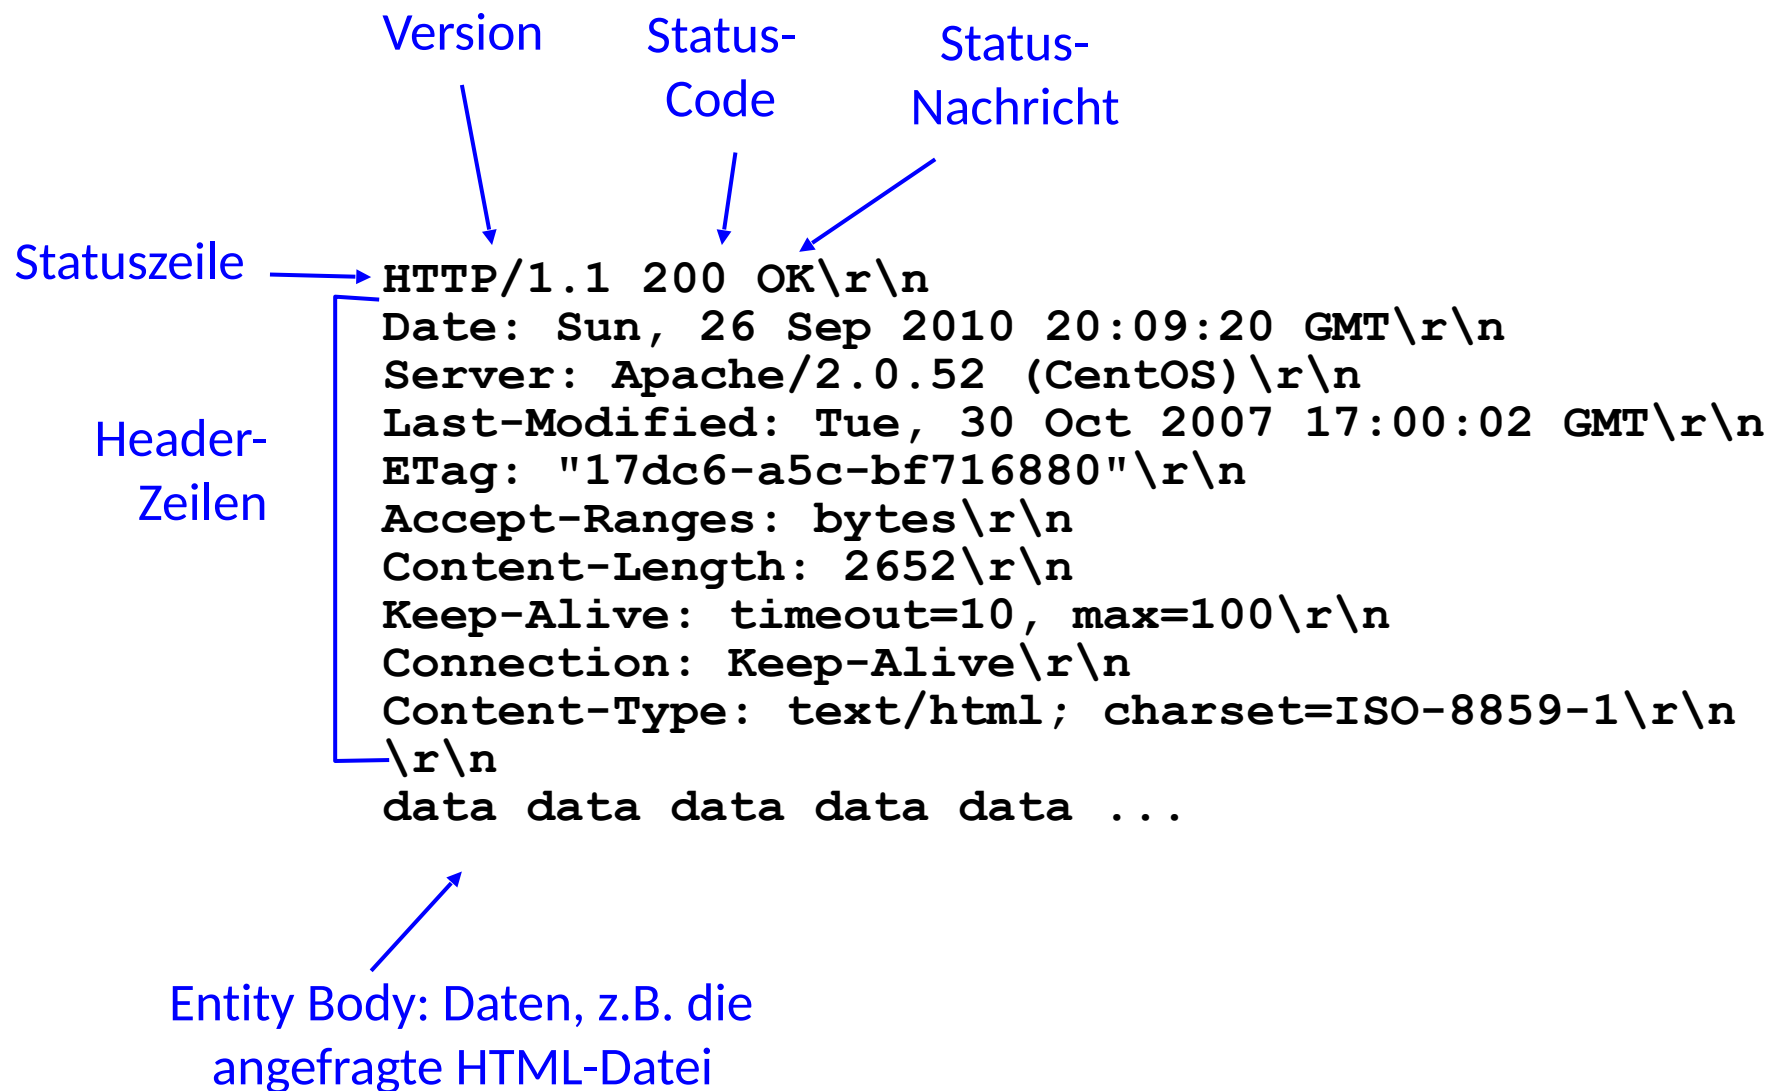 Version
Status-
Code
Status-
Nachricht
Statuszeile
HTTP/1.1 200 OK\r\n
Date: Sun, 26 Sep 2010 20:09:20 GMT\r\n
Server: Apache/2.0.52 (CentOS)\r\n
Last-Modified: Tue, 30 Oct 2007 17:00:02 GMT\r\n
ETag: "17dc6-a5c-bf716880"\r\n
Accept-Ranges: bytes\r\n
Content-Length: 2652\r\n
Keep-Alive: timeout=10, max=100\r\n
Connection: Keep-Alive\r\n
Content-Type: text/html; charset=ISO-8859-1\r\n
\r\n
data data data data data ...
Header-
Zeilen
Entity Body: Daten, z.B. die
angefragte HTML-Datei